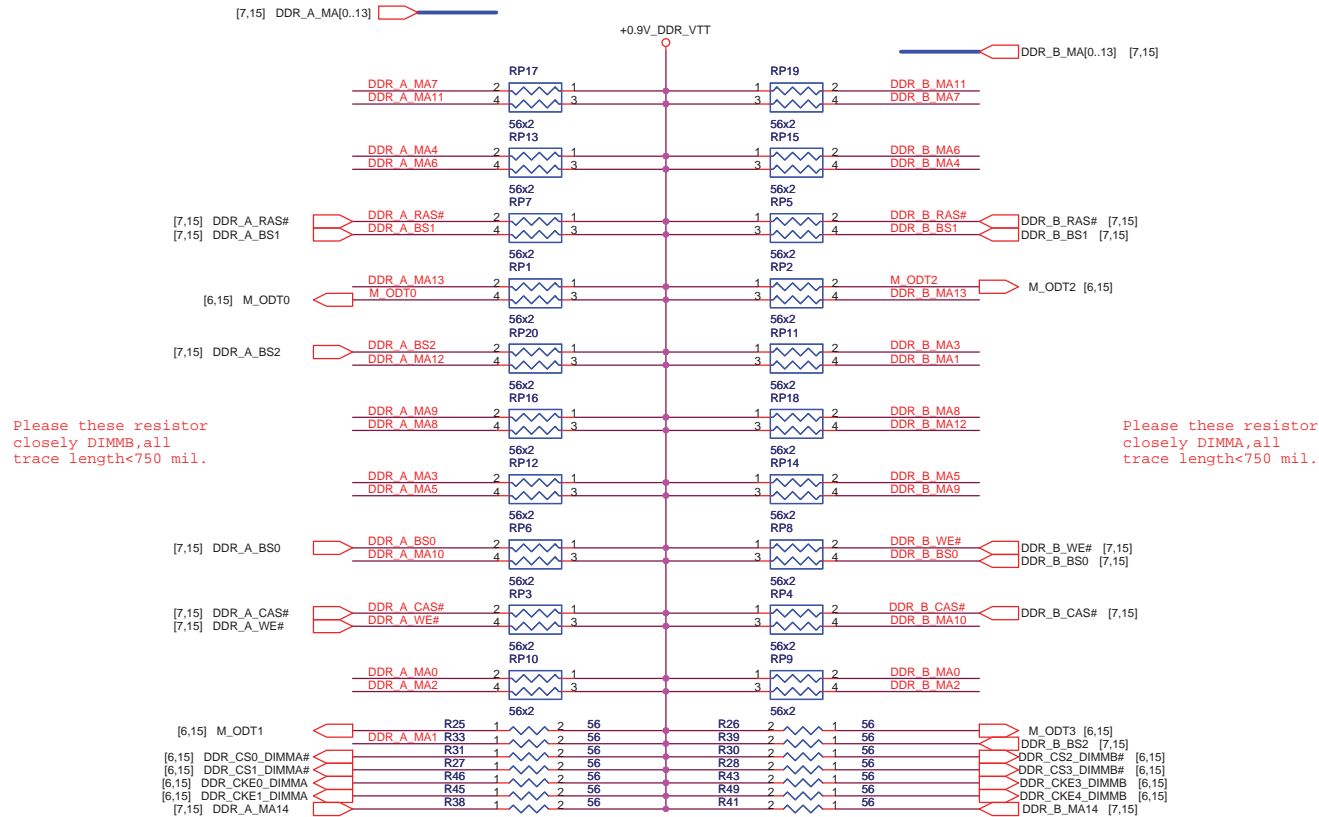 [7,15] DDR_A_MA[0..13]
+0.9V_DDR_VTT
DDR_B_MA[0..13] [7,15]
RP17 RP19
DDR_A_MA7 2 1 1 2 DDR_B_MA11
DDR_A_MA11 4 3 3 4 DDR_B_MA7
56x2 56x2
RP13 RP15
DDR_A_MA4 2 1 1 2 DDR_B_MA6
DDR_A_MA6 4 3 3 4 DDR_B_MA4
56x2 56x2
RP7 RP5
[7,15] DDR_A_RAS# DDR_A_RAS# 2 1 1 2 DDR_B_RAS# DDR_B_RAS# [7,15]
[7,15] DDR_A_BS1 DDR_A_BS1 4 3 3 4 DDR_B_BS1 DDR_B_BS1 [7,15]
56x2 56x2
RP1 RP2
DDR_A_MA13 2 1 1 2 M_ODT2 M_ODT2 [6,15]
[6,15] M_ODT0 M_ODT0 4 3 3 4 DDR_B_MA13
56x2 56x2
RP20 RP11
[7,15] DDR_A_BS2 DDR_A_BS2 2 1 1 2 DDR_B_MA3
DDR_A_MA12 4 3 3 4 DDR_B_MA1
56x2 56x2
RP16 RP18
DDR_A_MA9 2 1 1 2 DDR_B_MA8
DDR_A_MA8 4 3 3 4 DDR_B_MA12
56x2 56x2
Please these resistor
closely DIMMB,all
trace length<750 mil.
Please these resistor
closely DIMMA,all
trace length<750 mil.
RP12 RP14
DDR_A_MA3 2 1 1 2 DDR_B_MA5
DDR_A_MA5 4 3 3 4 DDR_B_MA9
56x2 56x2
RP6 RP8
[7,15] DDR_A_BS0 DDR_A_BS0 2 1 1 2 DDR_B_WE# DDR_B_WE# [7,15]
DDR_A_MA10 4 3 3 4 DDR_B_BS0 DDR_B_BS0 [7,15]
56x2 56x2
RP3 RP4
[7,15] DDR_A_CAS# DDR_A_CAS# 2 1 1 2 DDR_B_CAS# DDR_B_CAS# [7,15]
[7,15] DDR_A_WE# DDR_A_WE# 4 3 3 4 DDR_B_MA10
56x2 56x2
RP10 RP9
DDR_A_MA0 2 1 1 2 DDR_B_MA0
DDR_A_MA2 4 3 3 4 DDR_B_MA2
56x2 56x2
[6,15] M_ODT1 R25 1 2 56 R26 2 1 56 M_ODT3 [6,15]
DDR_A_MA1 R33 1 2 56 R39 2 1 56 DDR_B_BS2 [7,15]
[6,15] DDR_CS0_DIMMA# R31 1 2 56 R30 2 1 56 DDR_CS2_DIMMB# [6,15]
[6,15] DDR_CS1_DIMMA# R27 1 2 56 R28 2 1 56 DDR_CS3_DIMMB# [6,15]
[6,15] DDR_CKE0_DIMMA R46 1 2 56 R43 2 1 56 DDR_CKE3_DIMMB [6,15]
[6,15] DDR_CKE1_DIMMA R45 1 2 56 R49 2 1 56 DDR_CKE4_DIMMB [6,15]
[7,15] DDR_A_MA14 R38 1 2 56 R41 2 1 56 DDR_B_MA14 [7,15]